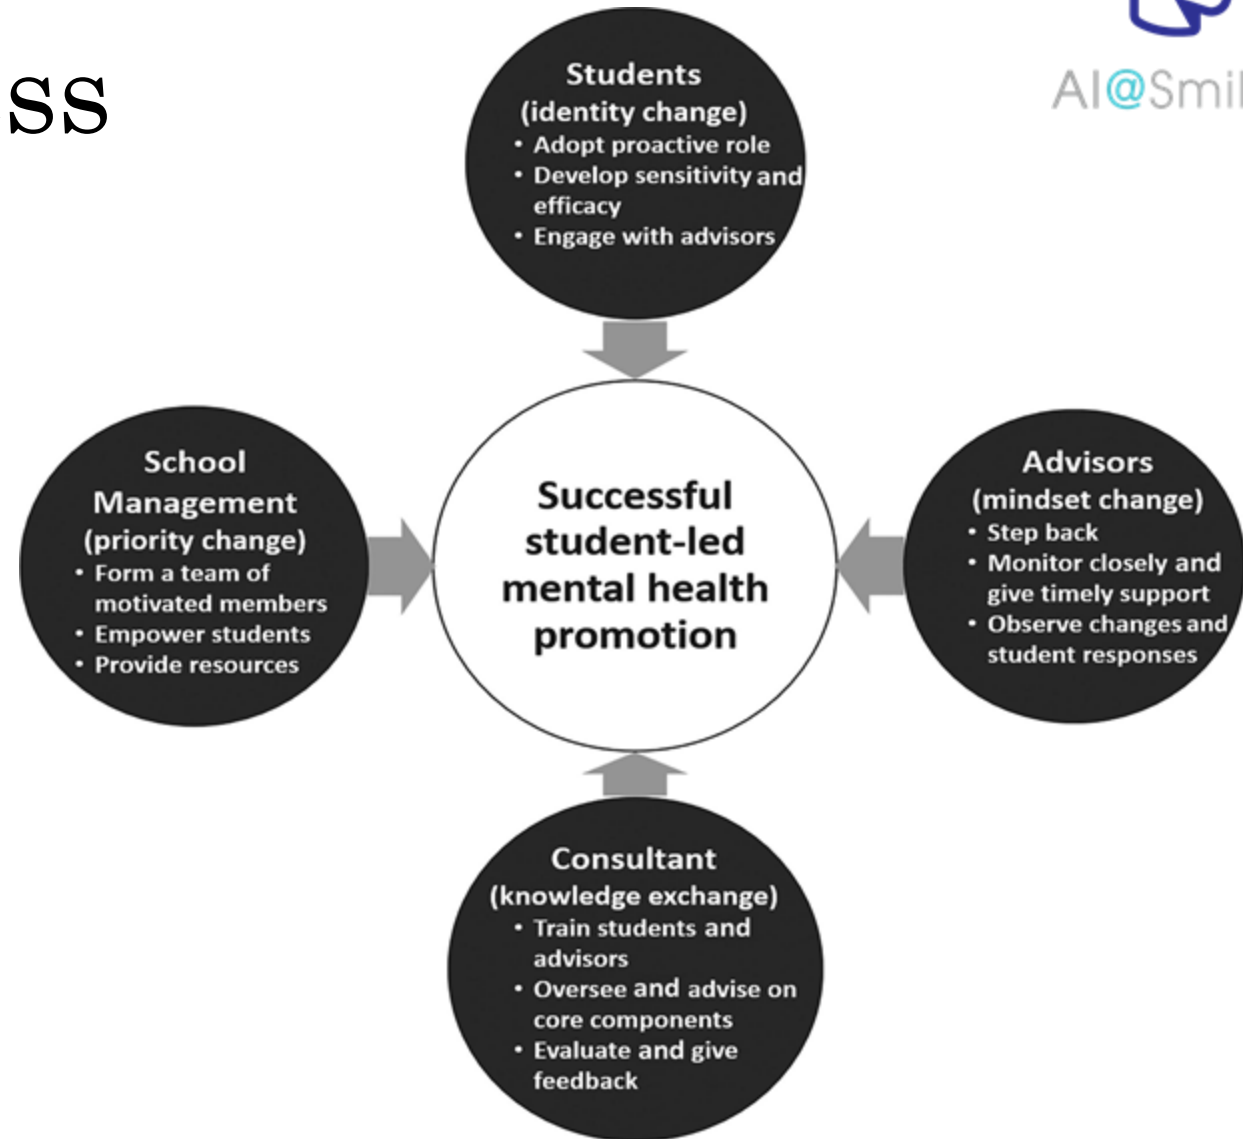 ss
AI@Smil
Students
(identity change)
• Adopt proactive role
• Develop sensitivity and
efficacy
• Engage with advisors
School
Management
(priority change)
• Form a team of
motivated members
• Empower students
• Provide resources
Successful
student-led
mental health
promotion
Advisors
(mindset change)
• Step back
• Monitor closely and
give timely support
• Observe changes and
student responses
Consultant
(knowledge exchange)
• Train students and
advisors
• Oversee and advise on
core components
• Evaluate and give
feedback